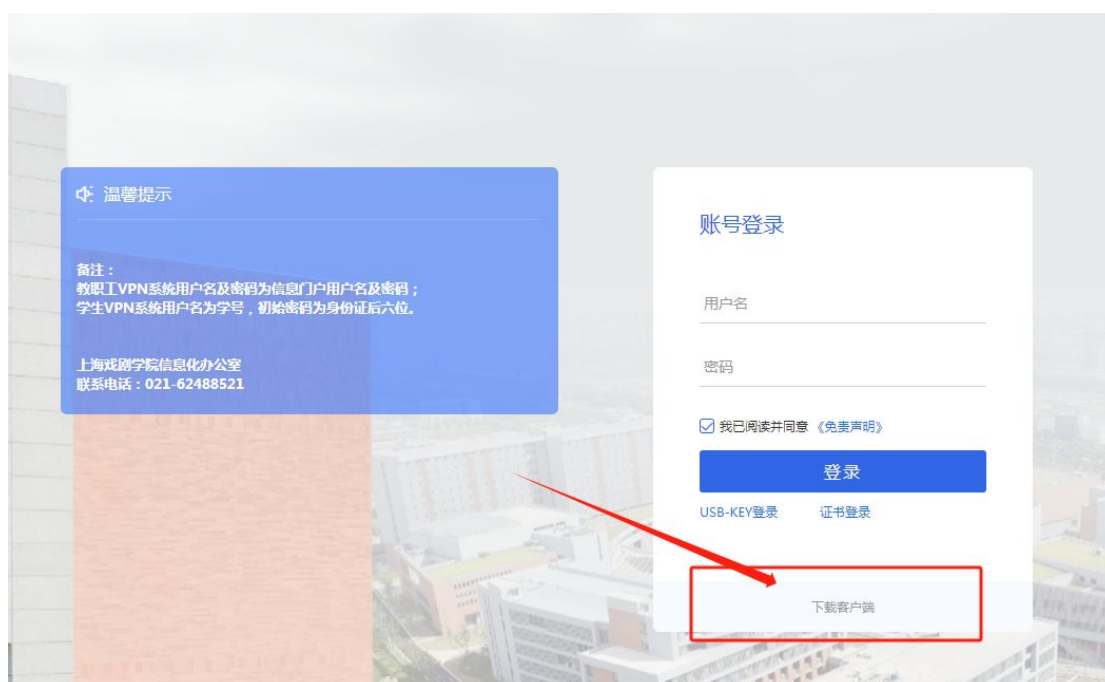 温馨提示
备注：
教职工VPN系统用户名及密码为信息门户用户名及密码；
学生VPN系统用户名为学号，初始密码为身份证后六位。
上海戏剧学院信息化办公室
联系电话：021-62488521
账号登录
用户名
密码
我已阅读并同意《免责声明》
登录
USB-KEY登录 证书登录
下载客户端